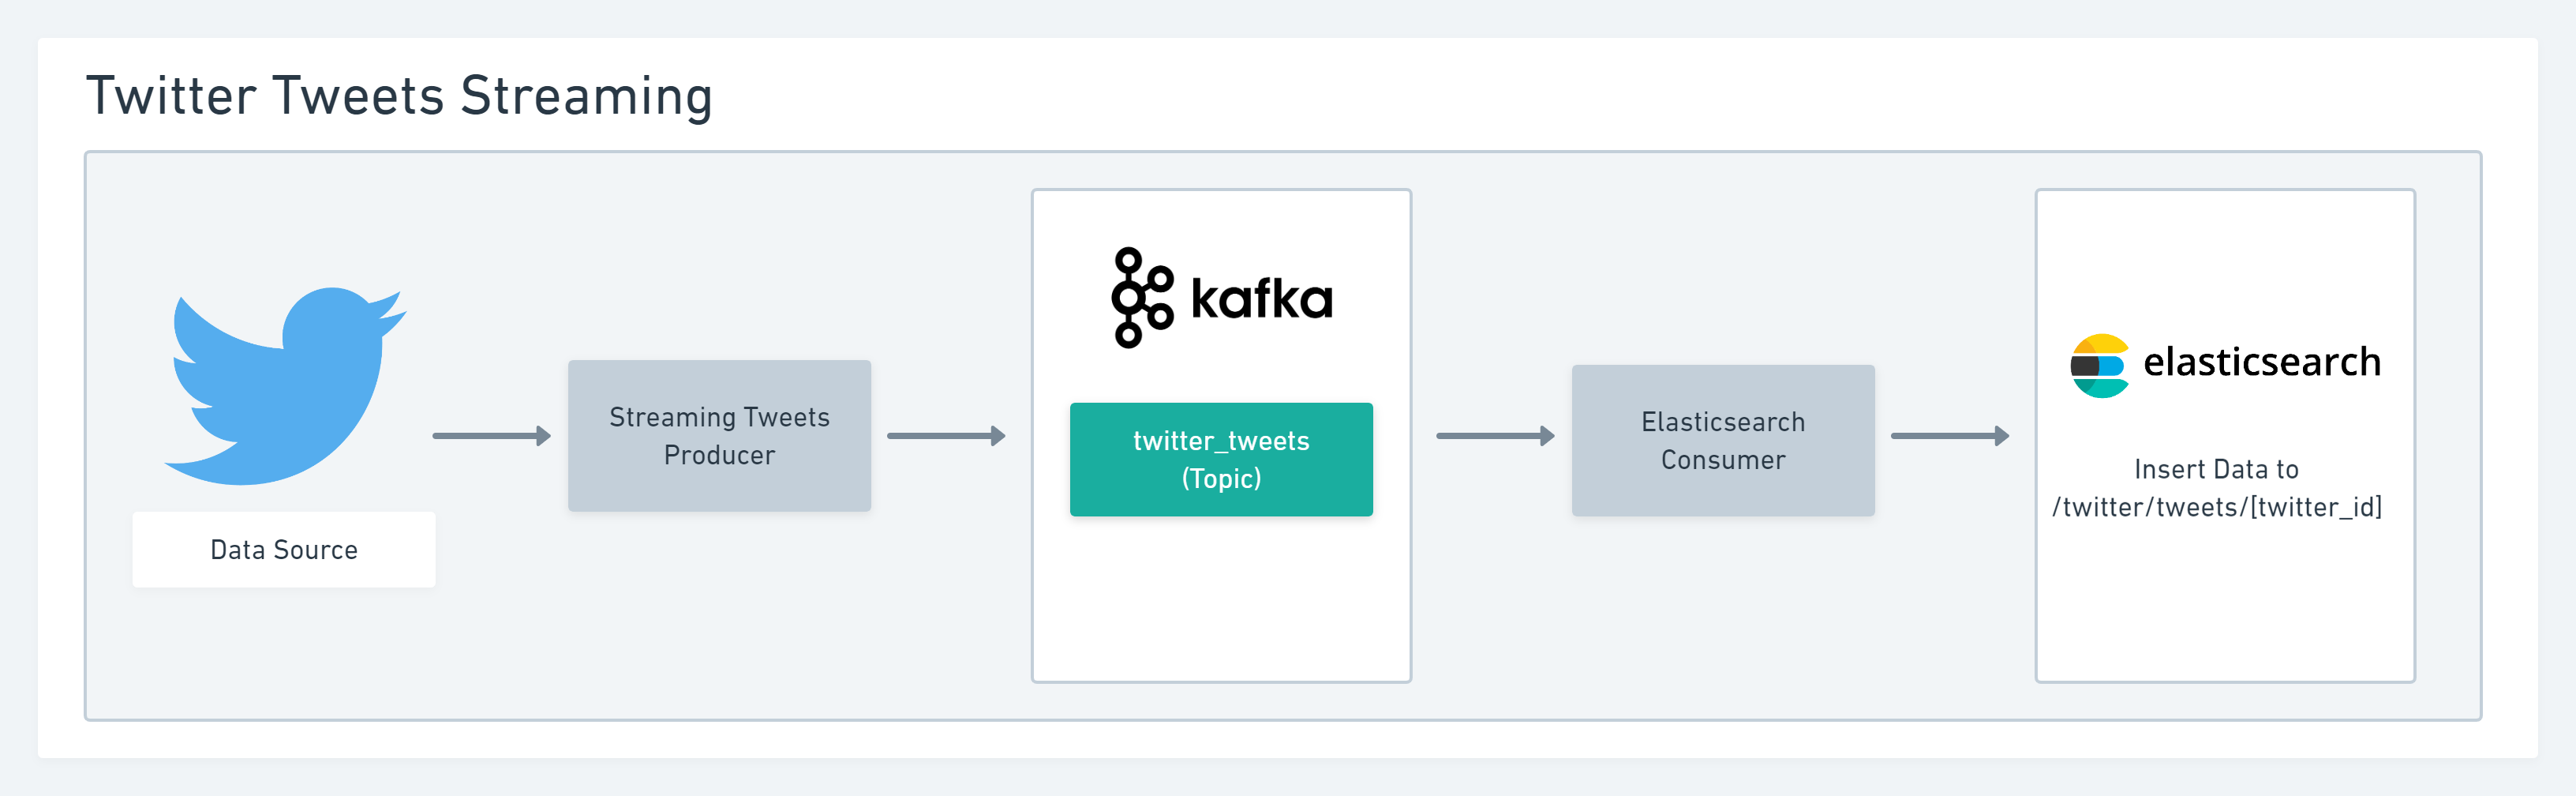 Twitter Tweets Streaming
Data Source
Streaming Tweets
Producer
kafka
twitter_tweets
(Topic)
Elasticsearch
Consumer
elasticsearch
Insert Data to
/twitter/tweets/[twitter_id]